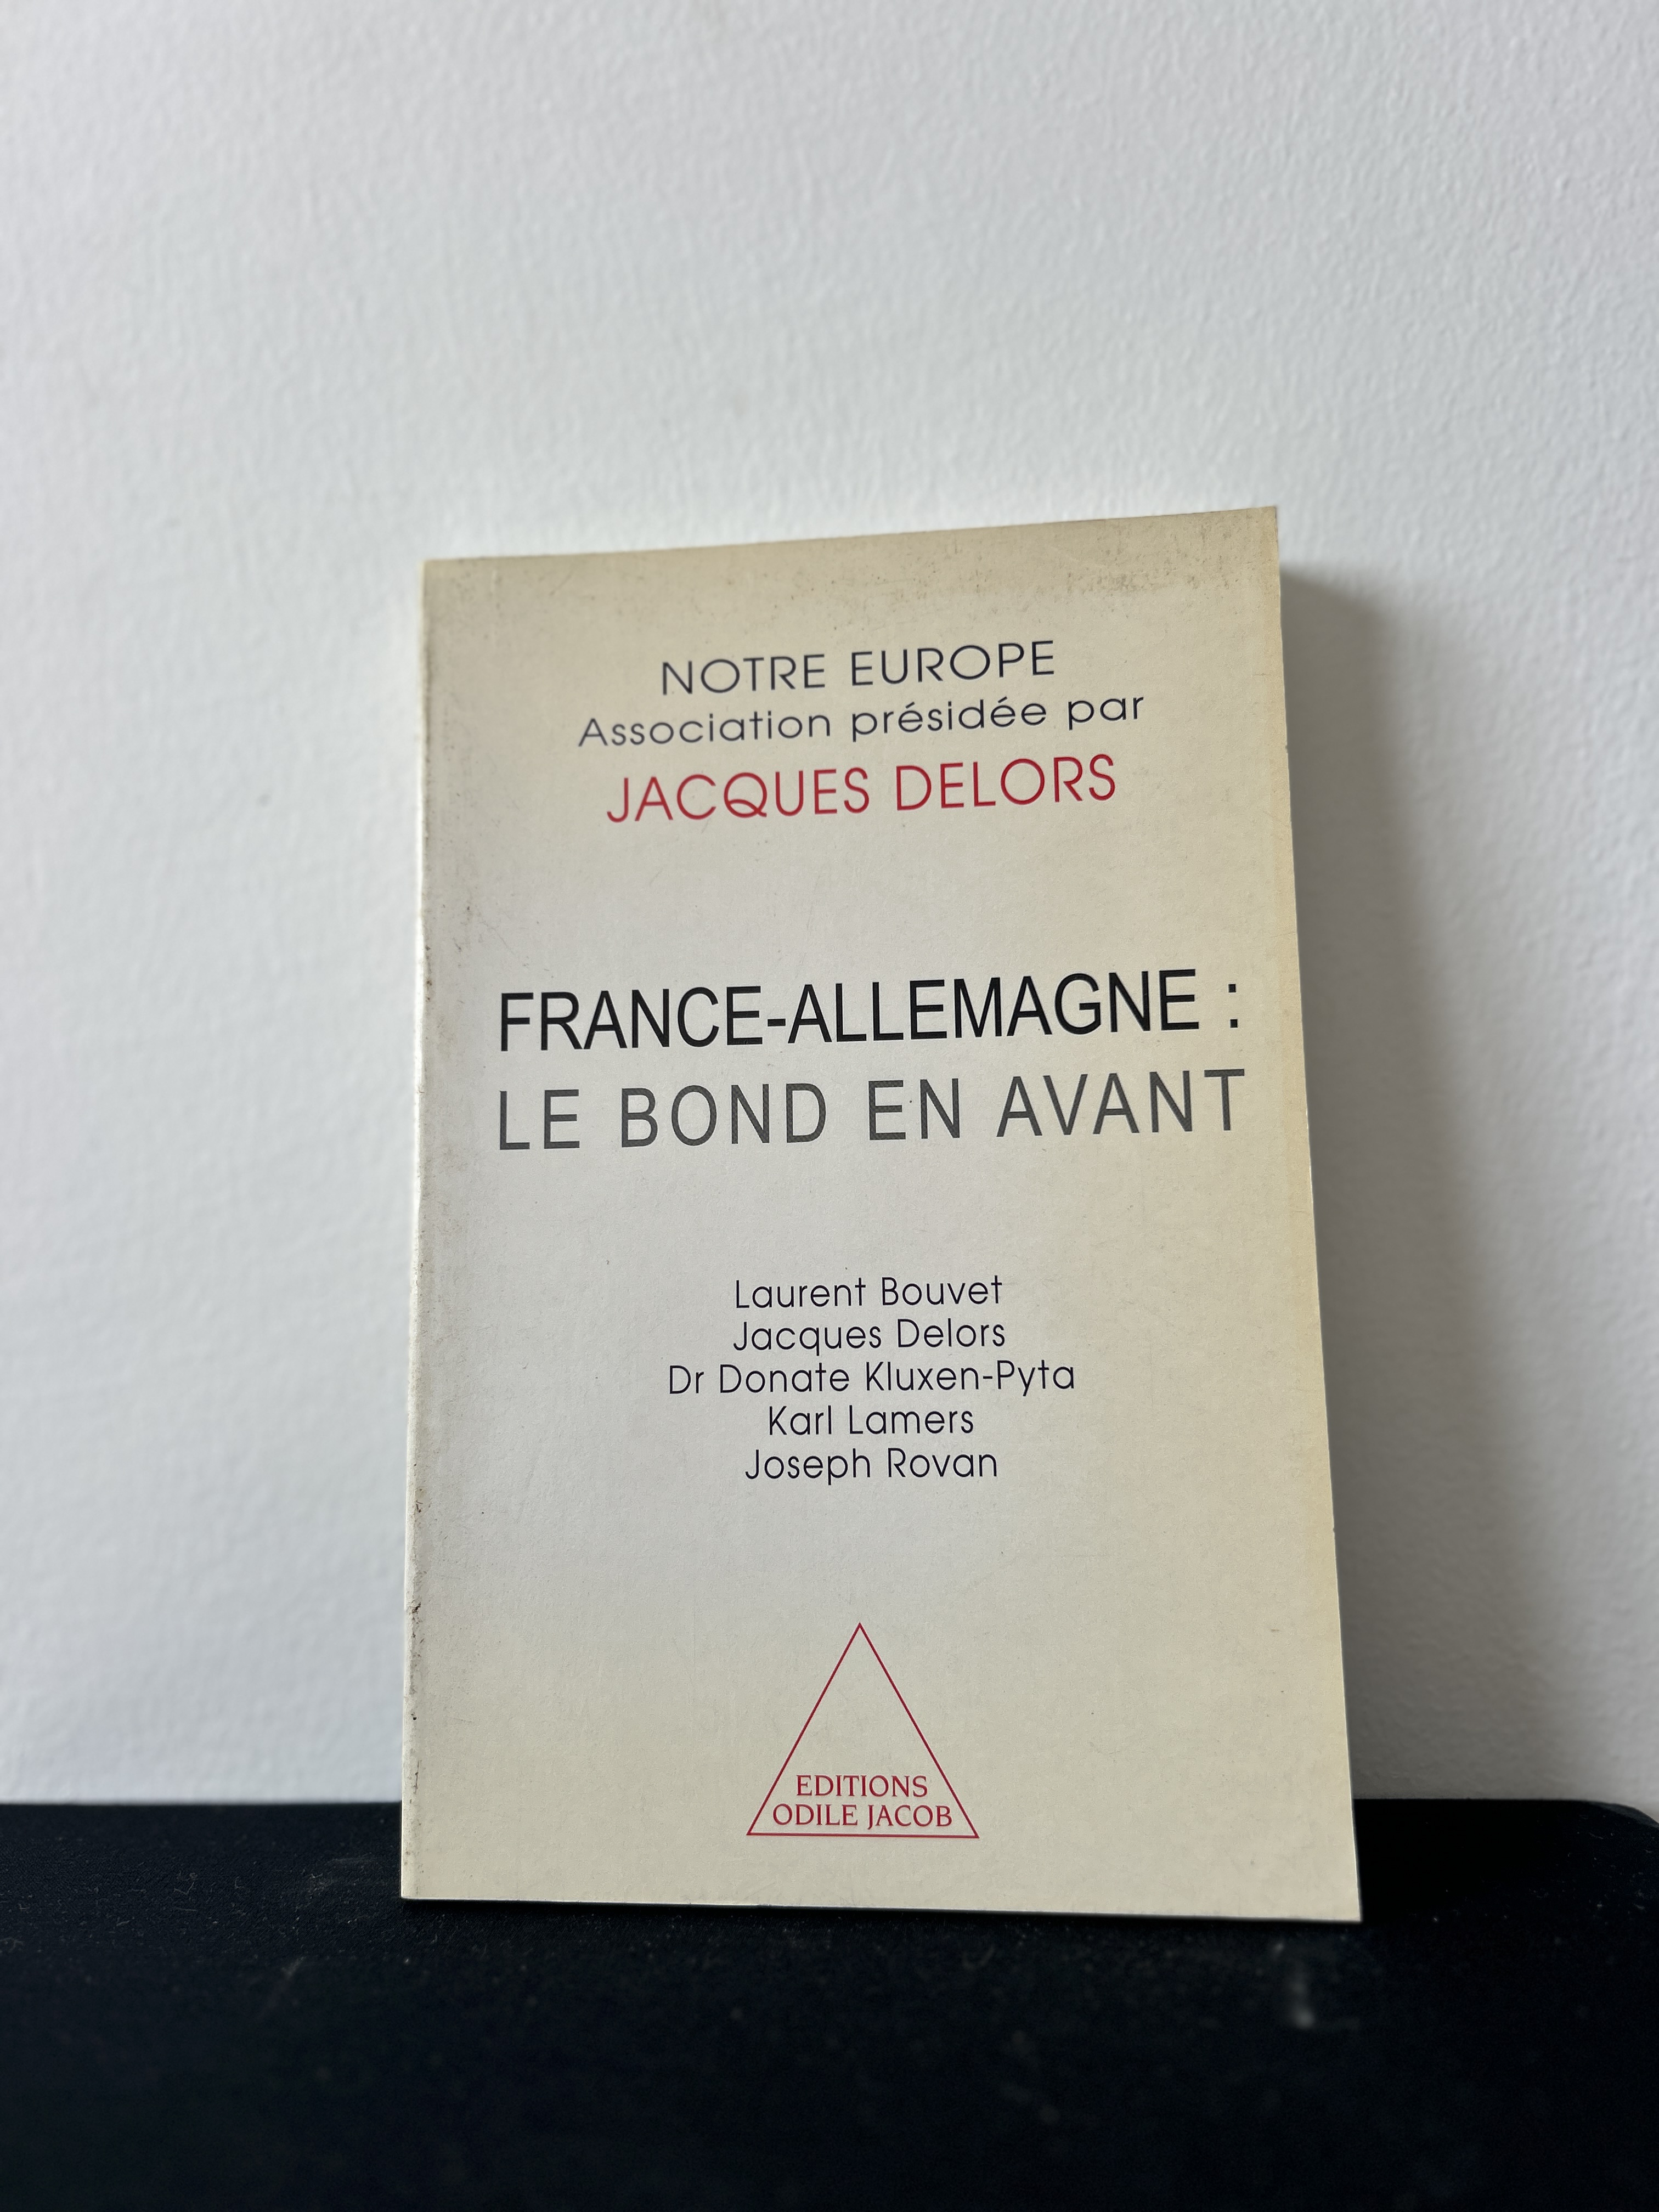 NOTRE EUROPE
Association présidée par
JACQUES DELORS
FRANCE-ALLEMAGNE :
LE BOND EN AVANT
Laurent Bouvet
Jacques Delors
Dr Donate Kluxen-Pyta
Karl Lamers
Joseph Rovan
EDITIONS
ODILE JACOB